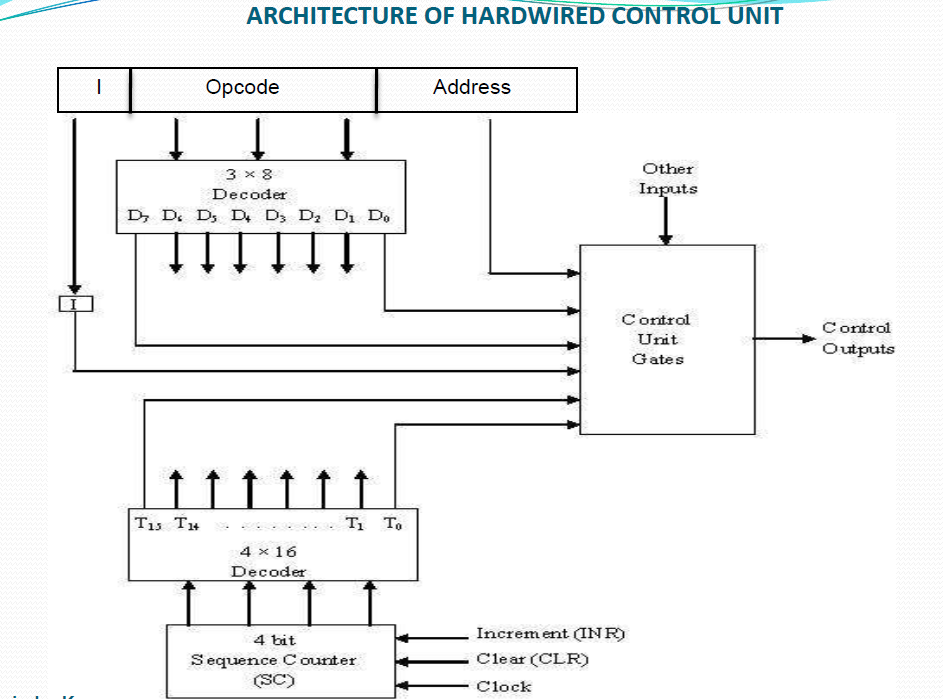 ARCHITECTURE OF HARDWIRED CONTROL UNIT
I Opcode Address
3 × 8
Decoder
D₇ D₆ D₅ D₄ D₃ D₂ D₁ D₀
Other
Inputs
I
Control
Unit
Gates
Control
Outputs
T₁₅ T₁₄ . . . . . . . . . T₁ T₀
4 × 16
Decoder
4 bit
Sequence Counter
(SC)
Increment (INR)
Clear (CLR)
Clock